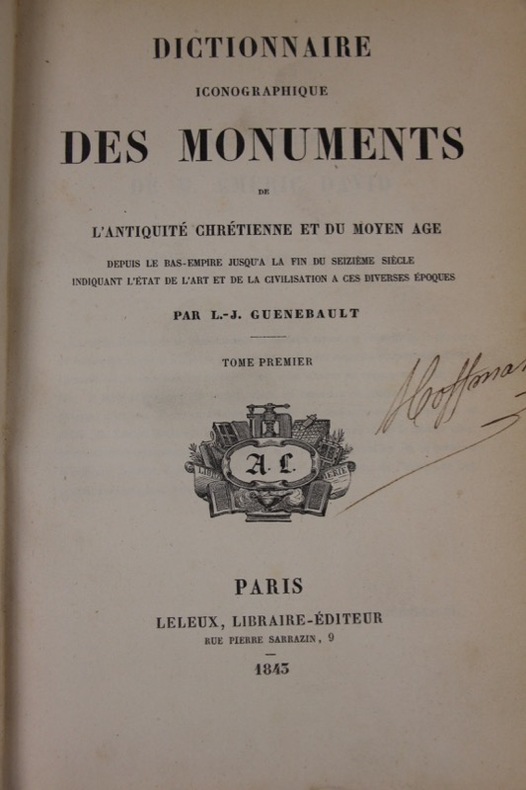 DICTIONNAIRE
ICONOGRAPHIQUE
DES MONUMENTS
DE
L'ANTIQUITÉ CHRÉTIENNE ET DU MOYEN AGE
DEPUIS LE BAS-EMPIRE JUSQU'A LA FIN DU SEIZIÈME SIÈCLE
INDIQUANT L'ÉTAT DE L'ART ET DE LA CIVILISATION A CES DIVERSES ÉPOQUES
PAR L.-J. GUENEBAULT
TOME PREMIER
Hoffman
A. L.
PARIS
LELEUX, LIBRAIRE-ÉDITEUR
RUE PIERRE SARRAZIN, 9
1843